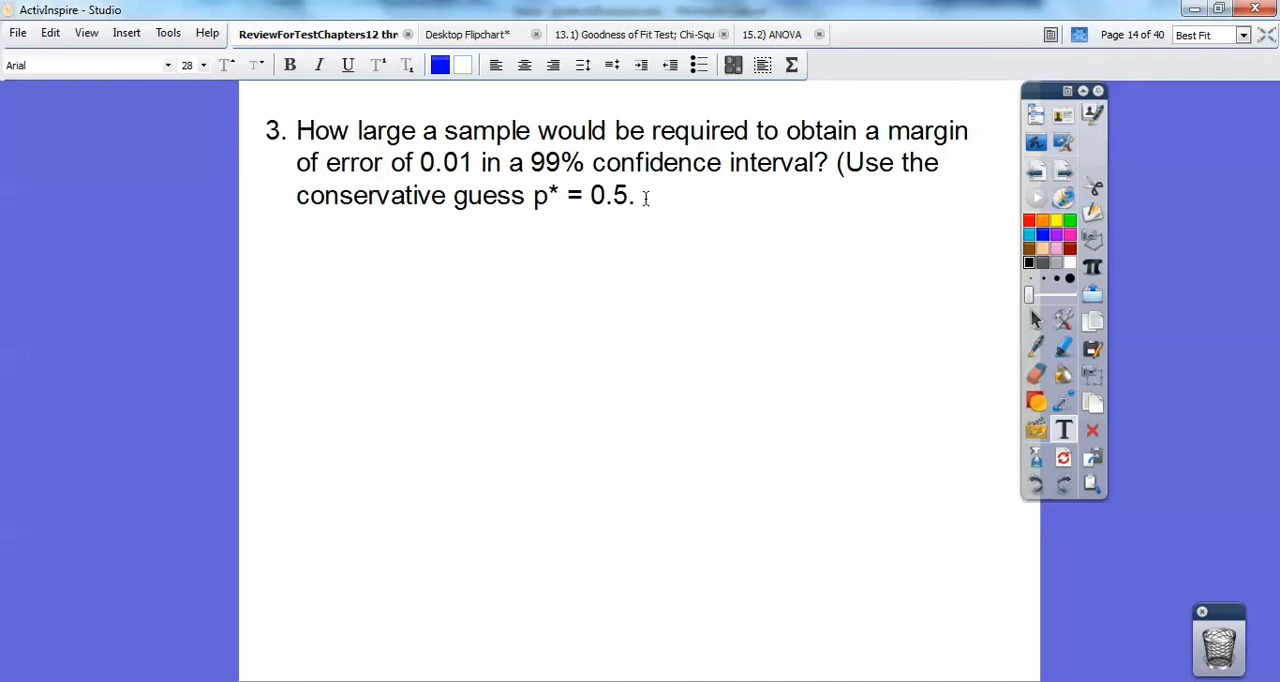 ActivInspire - Studio
File Edit View Insert Tools Help
ReviewForTestChapters12 thr Desktop Flipchart* 13.1) Goodness of Fit Test; Chi-Squ 15.2) ANOVA
Page 14 of 40 Best Fit
Arial 28
3. How large a sample would be required to obtain a margin
of error of 0.01 in a 99% confidence interval? (Use the
conservative guess p* = 0.5.